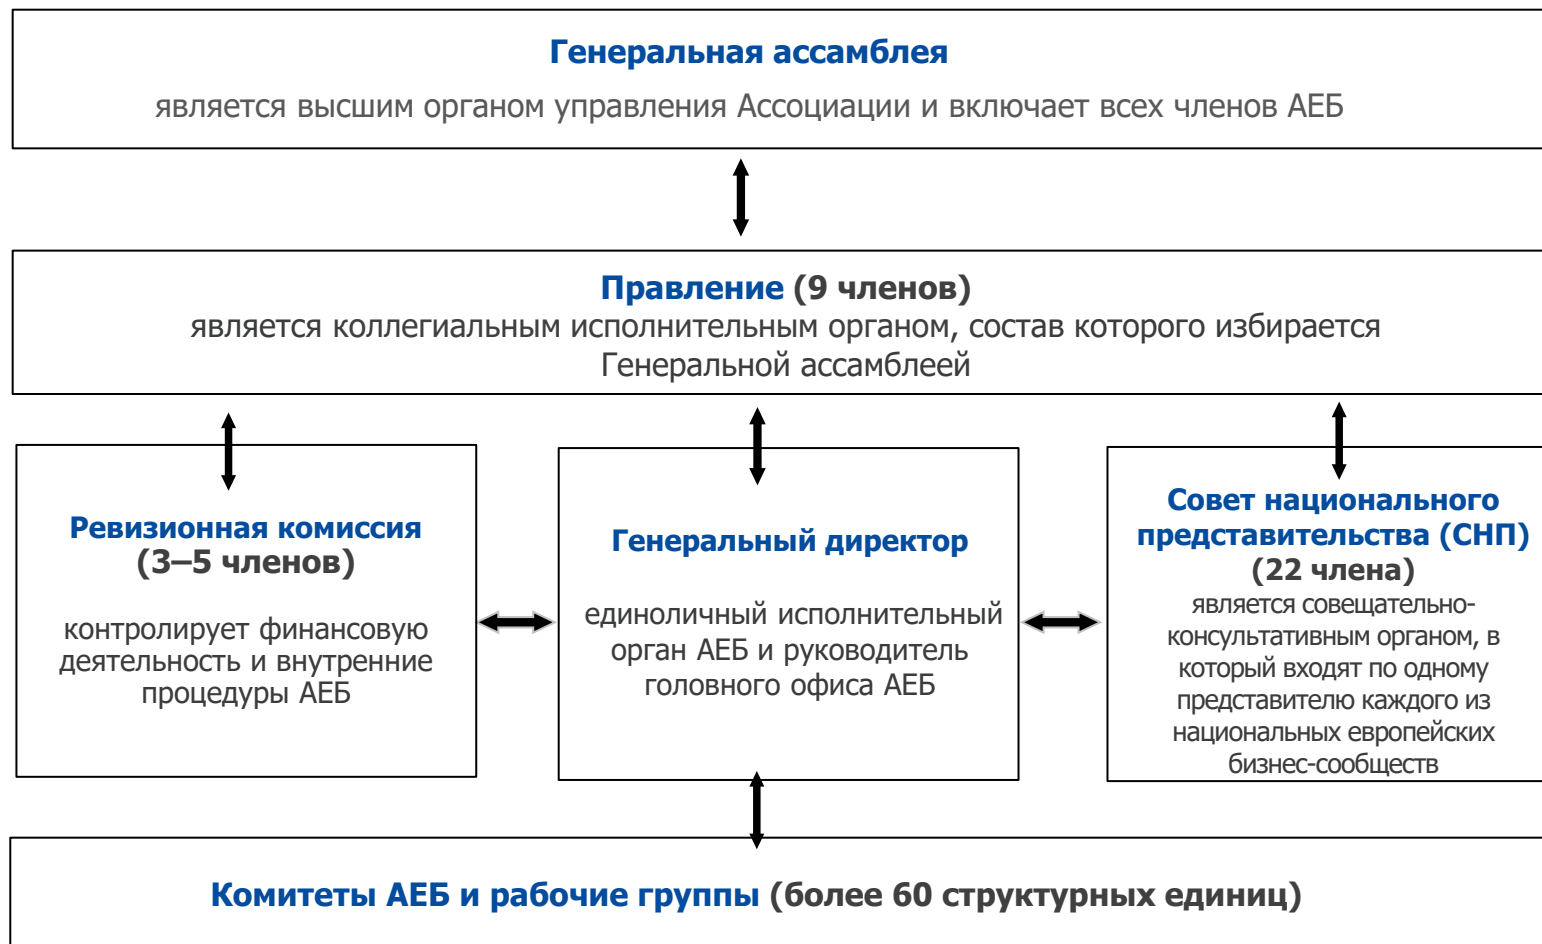 Генеральная ассамблея
является высшим органом управления Ассоциации и включает всех членов АЕБ
Правление (9 членов)
является коллегиальным исполнительным органом, состав которого избирается
Генеральной ассамблеей
Ревизионная комиссия
(3–5 членов)
контролирует финансовую
деятельность и внутренние
процедуры АЕБ
Генеральный директор
единоличный исполнительный
орган АЕБ и руководитель
головного офиса АЕБ
Совет национального
представительства (СНП)
(22 члена)
является совещательно-
консультативным органом, в
который входят по одному
представителю каждого из
национальных европейских
бизнес-сообществ
Комитеты АЕБ и рабочие группы (более 60 структурных единиц)